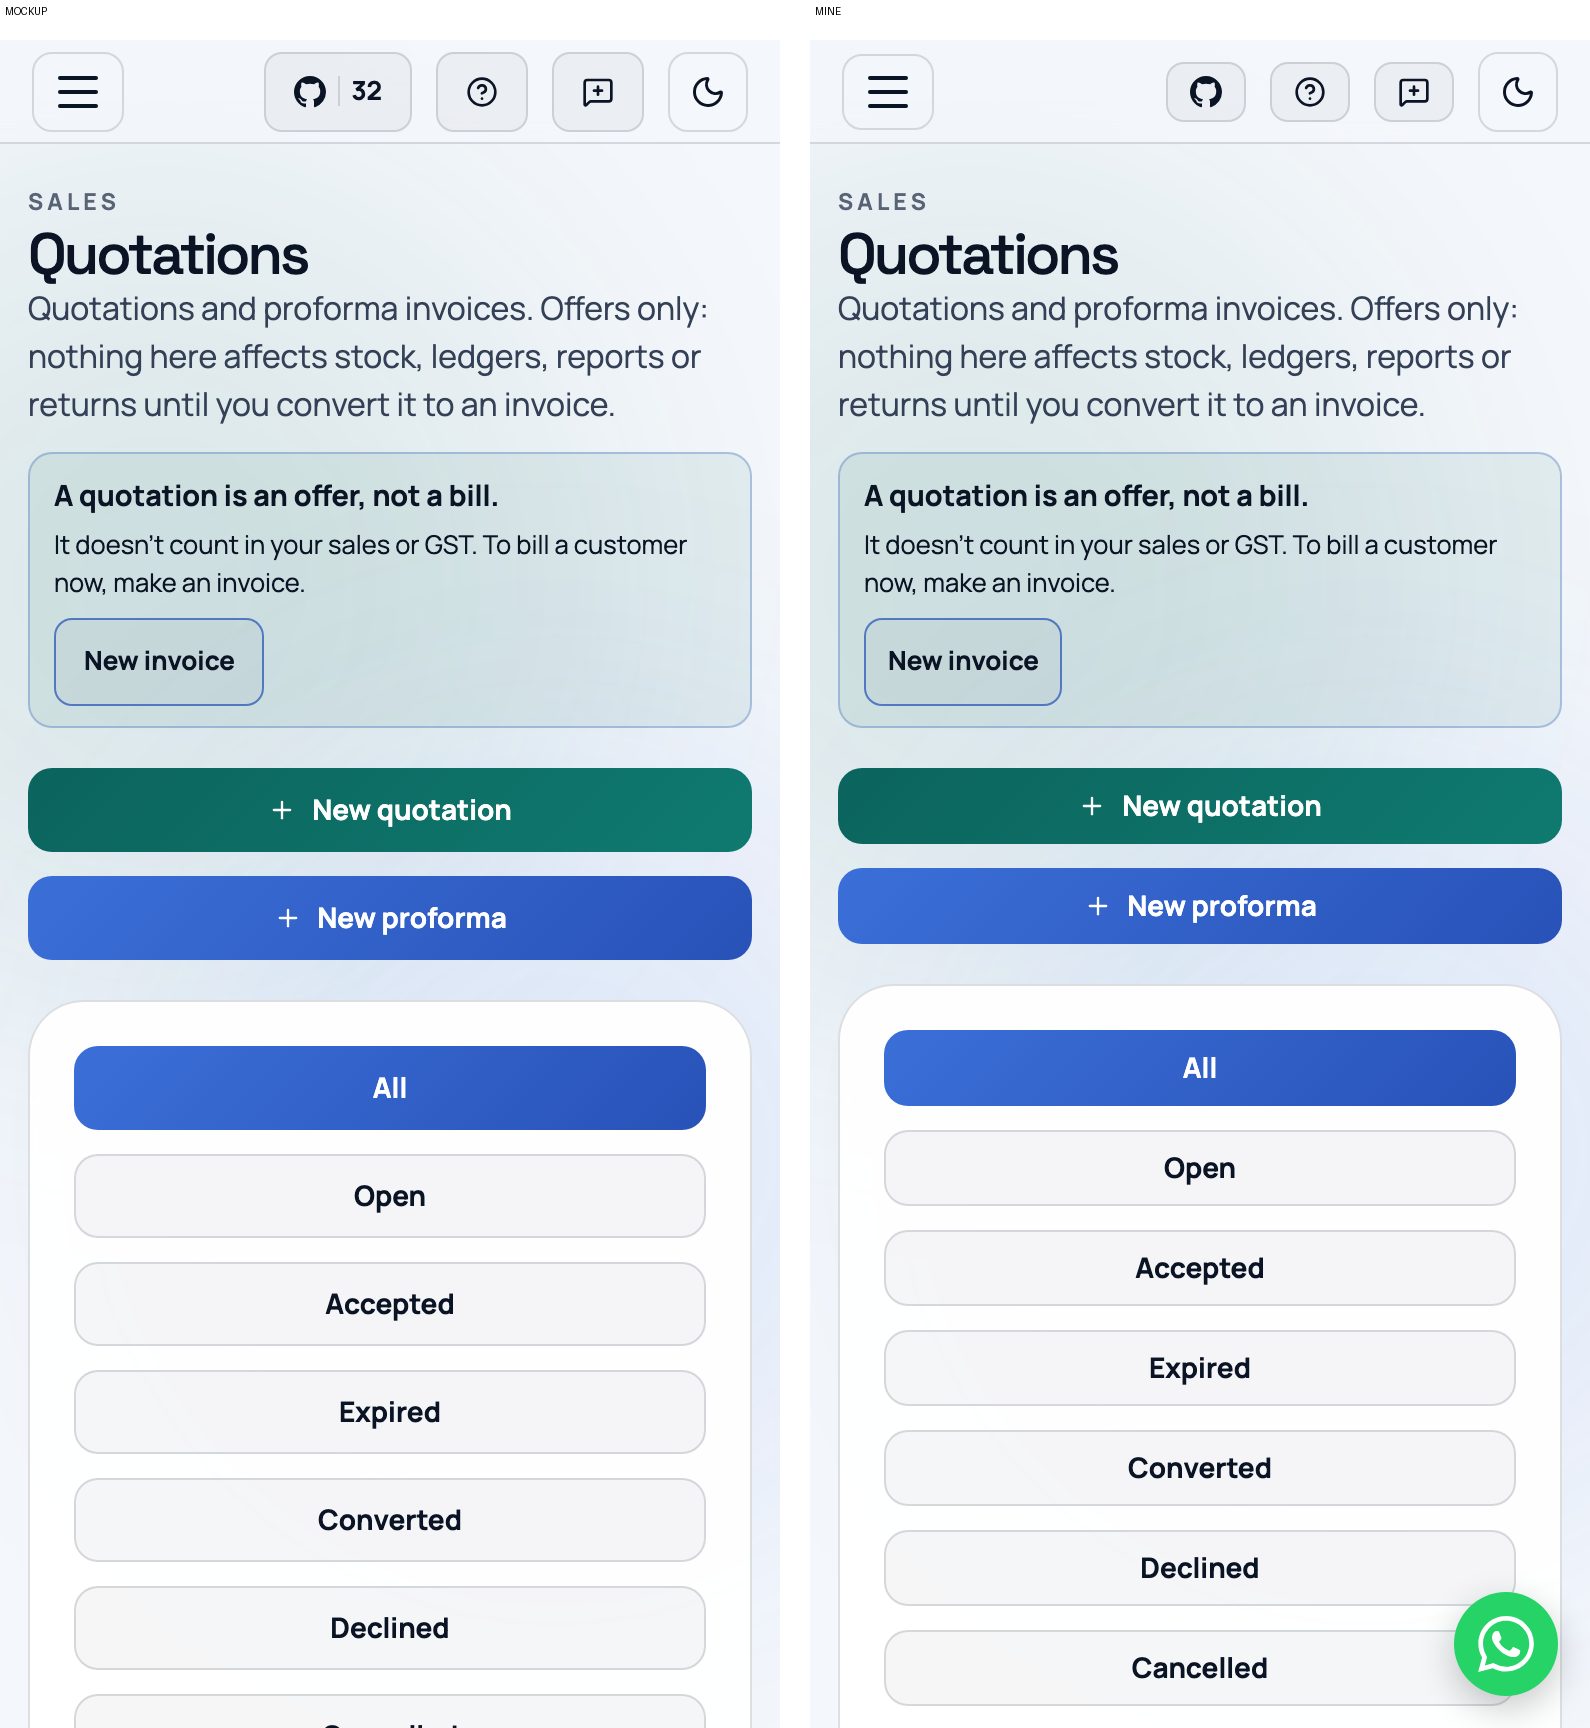 MOCKUP
32
SALES
Quotations
Quotations and proforma invoices. Offers only:
nothing here affects stock, ledgers, reports or
returns until you convert it to an invoice.
A quotation is an offer, not a bill.
It doesn't count in your sales or GST. To bill a customer
now, make an invoice.
New invoice
+ New quotation
+ New proforma
All
Open
Accepted
Expired
Converted
Declined
MINE
SALES
Quotations
Quotations and proforma invoices. Offers only:
nothing here affects stock, ledgers, reports or
returns until you convert it to an invoice.
A quotation is an offer, not a bill.
It doesn't count in your sales or GST. To bill a customer
now, make an invoice.
New invoice
+ New quotation
+ New proforma
All
Open
Accepted
Expired
Converted
Declined
Cancelled